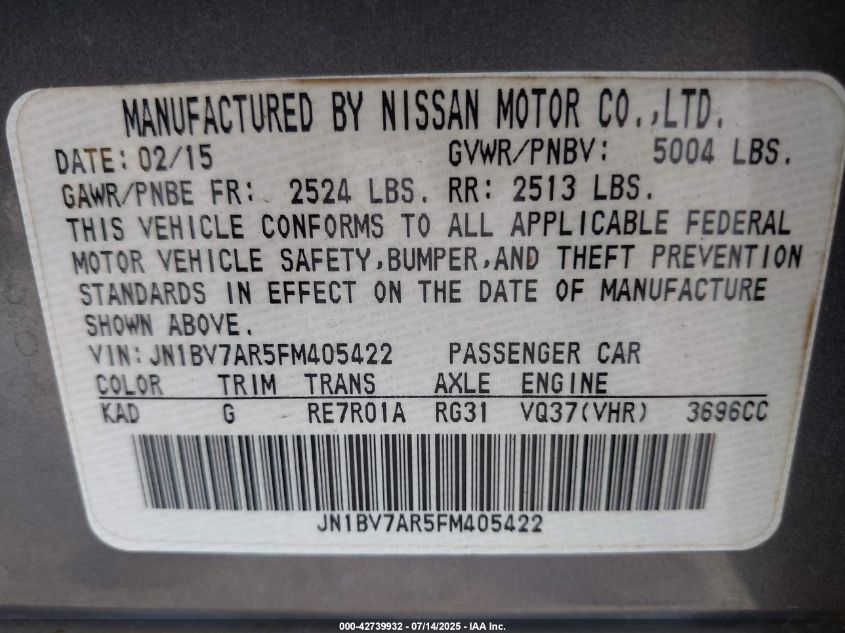 MANUFACTURED BY NISSAN MOTOR CO.,LTD.
DATE: 02/15 GVWR/PNBV: 5004 LBS.
GAWR/PNBE FR: 2524 LBS. RR: 2513 LBS.
THIS VEHICLE CONFORMS TO ALL APPLICABLE FEDERAL
MOTOR VEHICLE SAFETY,BUMPER,AND THEFT PREVENTION
STANDARDS IN EFFECT ON THE DATE OF MANUFACTURE
SHOWN ABOVE.
VIN:JN1BV7AR5FM405422 PASSENGER CAR
COLOR TRIM TRANS AXLE ENGINE
KAD G RE7R01A RG31 VQ37(VHR) 3696CC
JN1BV7AR5FM405422
000-42739932 - 07/14/2025 - IAA Inc.